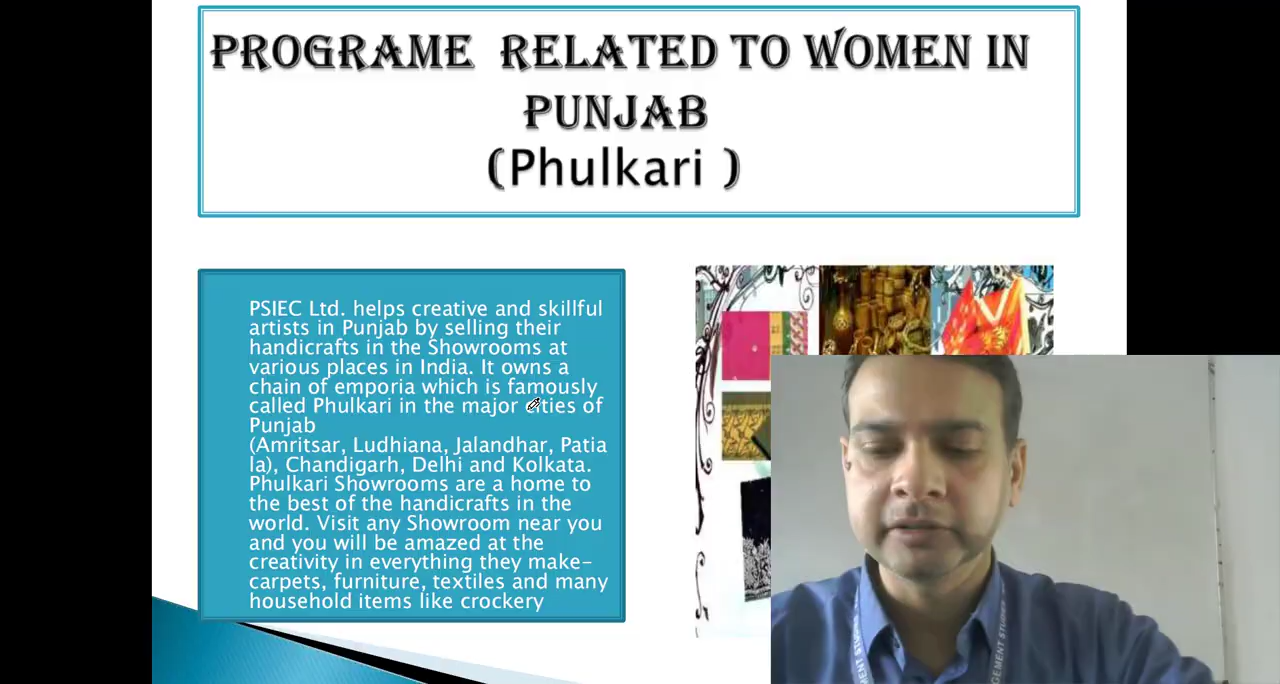 PROGRAME RELATED TO WOMEN IN
PUNJAB
(Phulkari )
PSIEC Ltd. helps creative and skillful
artists in Punjab by selling their
handicrafts in the Showrooms at
various places in India. It owns a
chain of emporia which is famously
called Phulkari in the major cities of
Punjab
(Amritsar, Ludhiana, Jalandhar, Patia
la), Chandigarh, Delhi and Kolkata.
Phulkari Showrooms are a home to
the best of the handicrafts in the
world. Visit any Showroom near you
and you will be amazed at the
creativity in everything they make-
carpets, furniture, textiles and many
household items like crockery